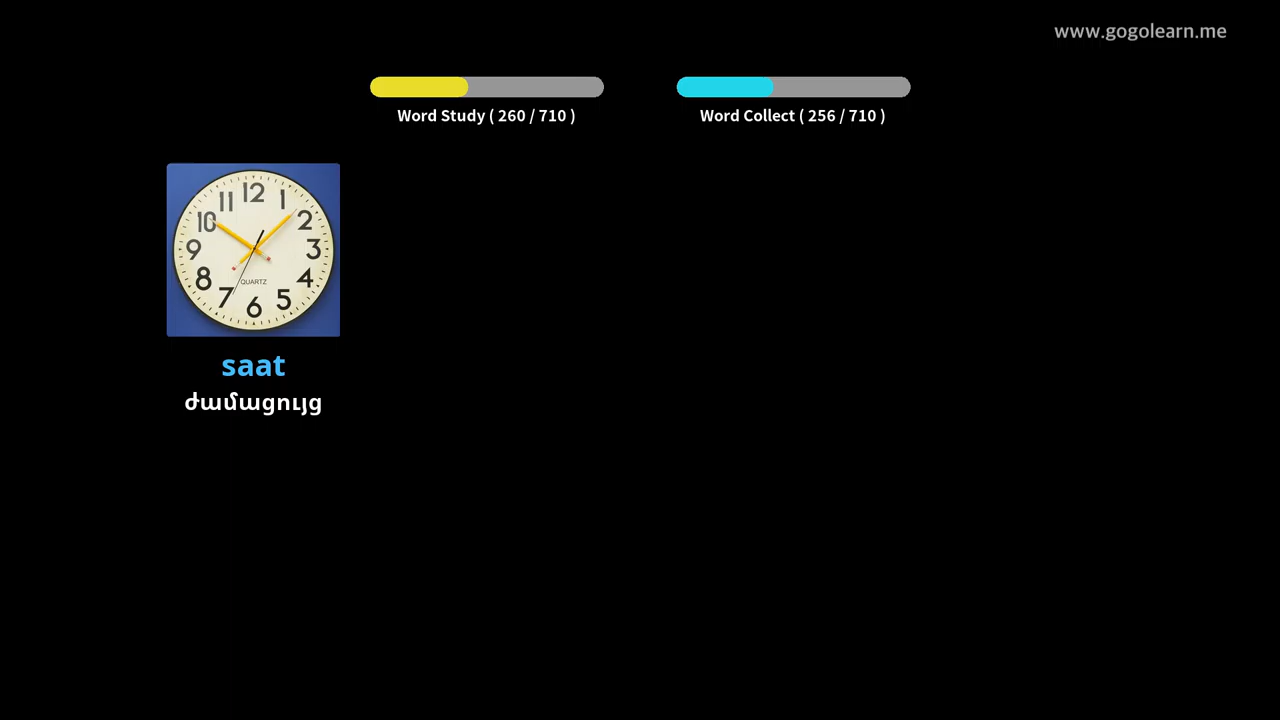 www.gogolearn.me
Word Study ( 260 / 710 )
Word Collect ( 256 / 710 )
12
11
1
10
2
9
3
8
4
QUARTZ
7
5
6
saat
ժամացույց